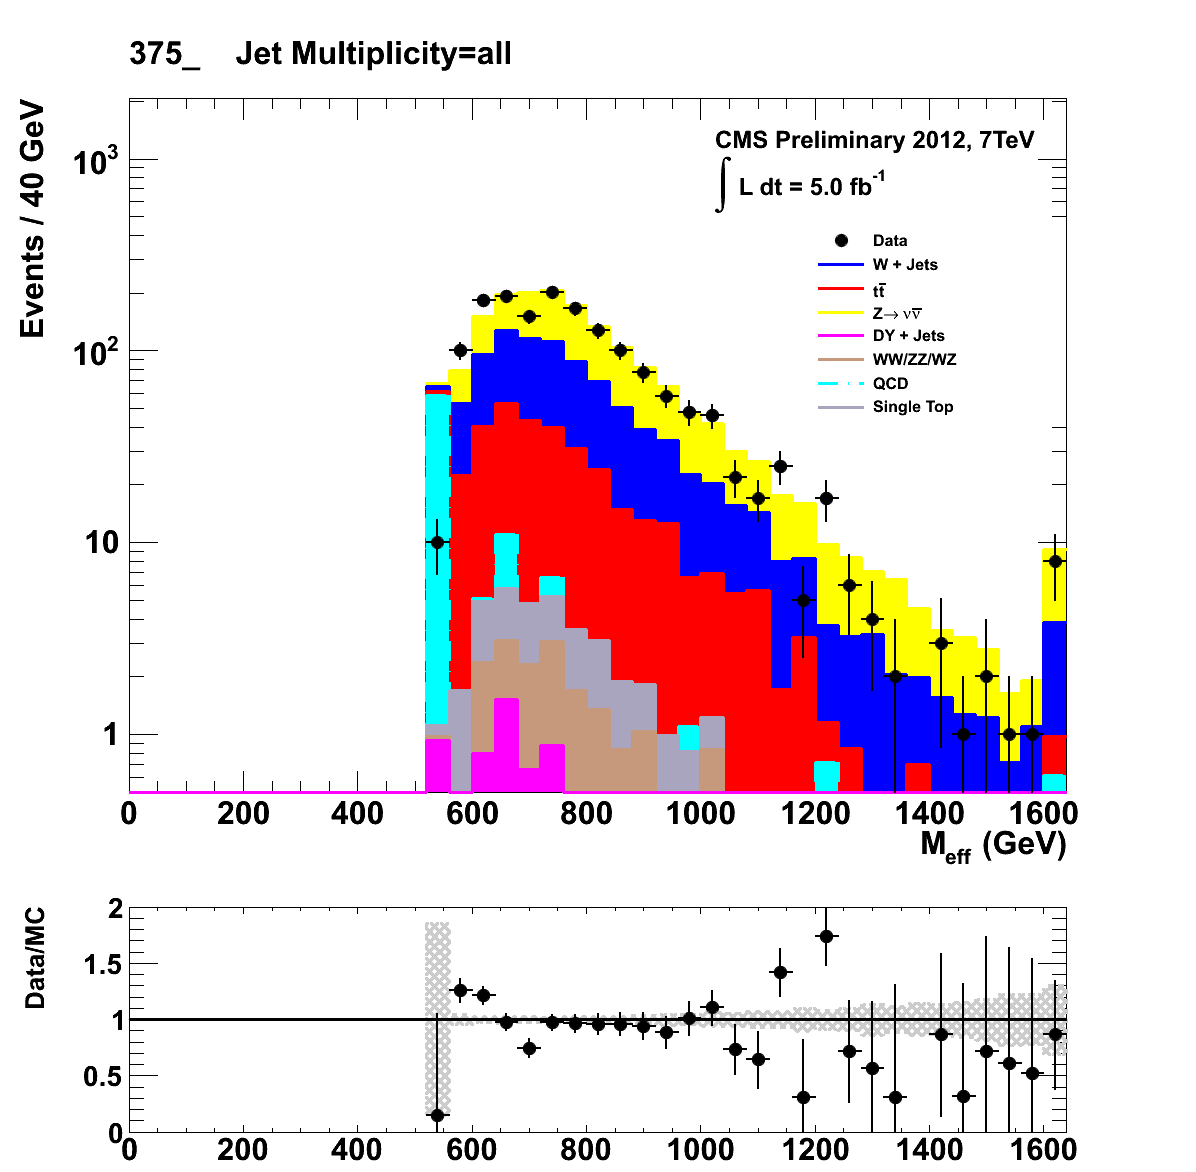 375_ Jet Multiplicity=all
Events / 40 GeV
10³
10²
10
1
CMS Preliminary 2012, 7TeV
∫ L dt = 5.0 fb⁻¹
Data
W + Jets
tt̅
Z→ νν̅
DY + Jets
WW/ZZ/WZ
QCD
Single Top
0 200 400 600 800 1000 1200 1400 1600
M_eff (GeV)
Data/MC
2
1.5
1
0.5
0
0 200 400 600 800 1000 1200 1400 1600